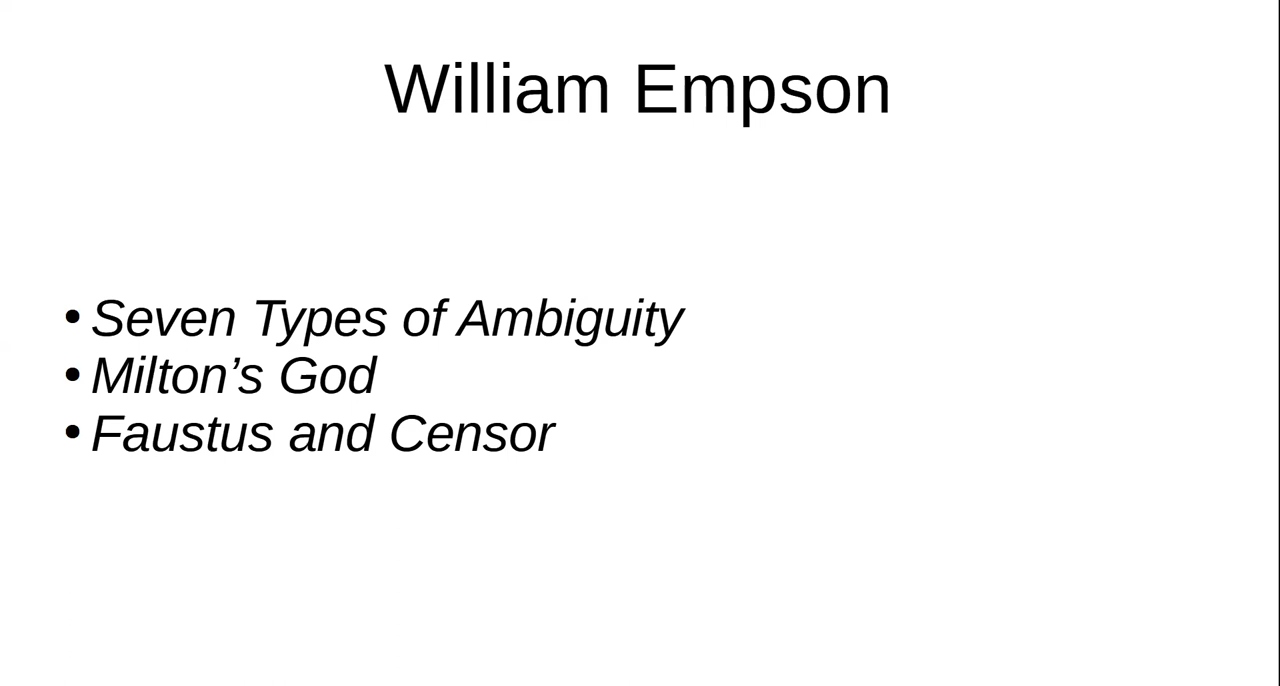 William Empson
• Seven Types of Ambiguity
• Milton’s God
• Faustus and Censor